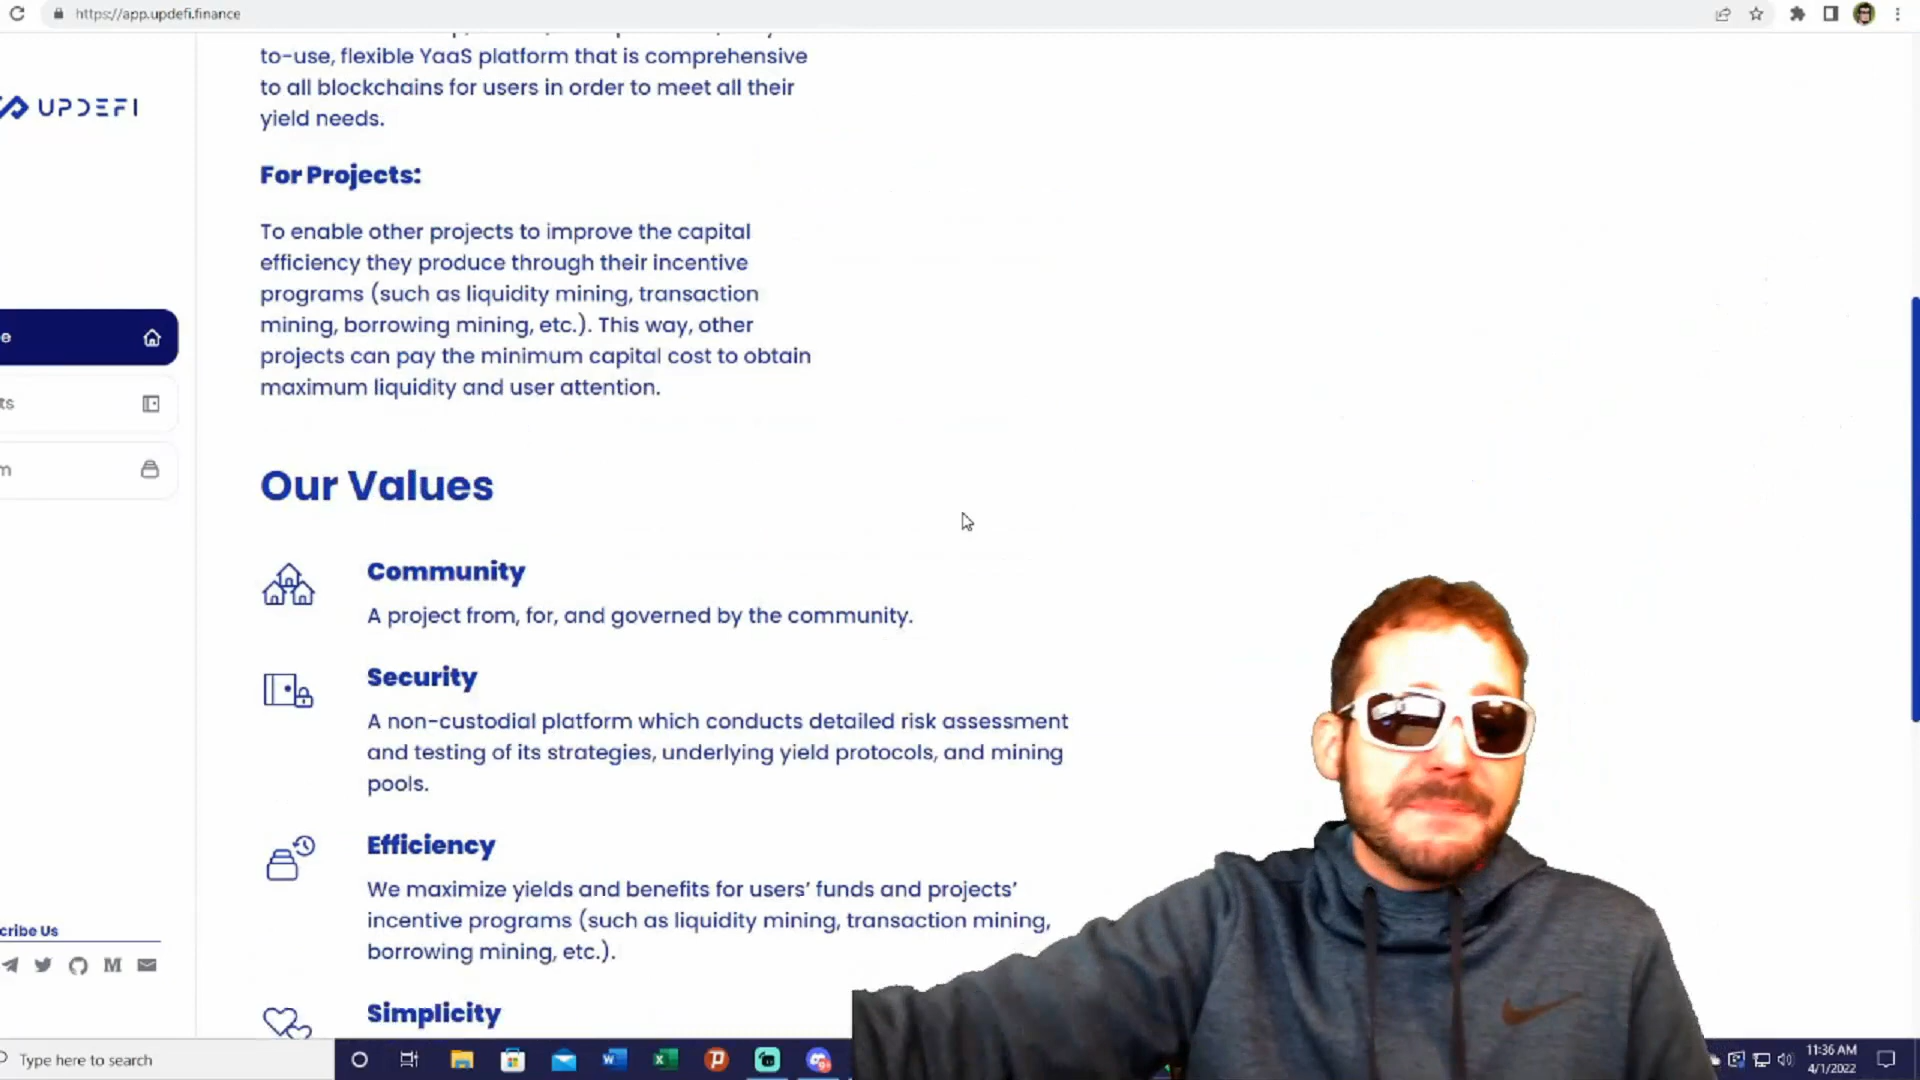 https://app.updefi.finance
to-use, flexible YaaS platform that is comprehensive
to all blockchains for users in order to meet all their
yield needs.
UPDEFI
For Projects:
To enable other projects to improve the capital
efficiency they produce through their incentive
programs (such as liquidity mining, transaction
mining, borrowing mining, etc.). This way, other
projects can pay the minimum capital cost to obtain
maximum liquidity and user attention.
e
ts
m
Our Values
Community
A project from, for, and governed by the community.
Security
A non-custodial platform which conducts detailed risk assessment
and testing of its strategies, underlying yield protocols, and mining
pools.
Efficiency
We maximize yields and benefits for users’ funds and projects’
incentive programs (such as liquidity mining, transaction mining,
borrowing mining, etc.).
Simplicity
cribe Us
M
Type here to search
11:36 AM
4/1/2022